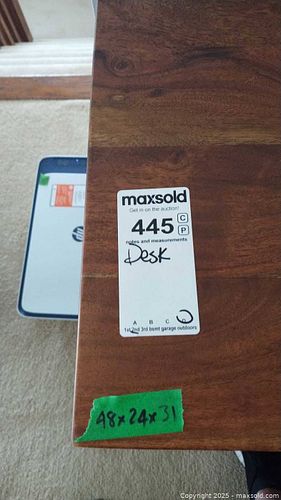 maxsold
Get in on the auction!
445 C
P
notes and measurements
Desk
A B C D
1st 2nd 3rd bsmt garage outdoors
48x24x31
hp
Copyright 2025 - maxsold.com